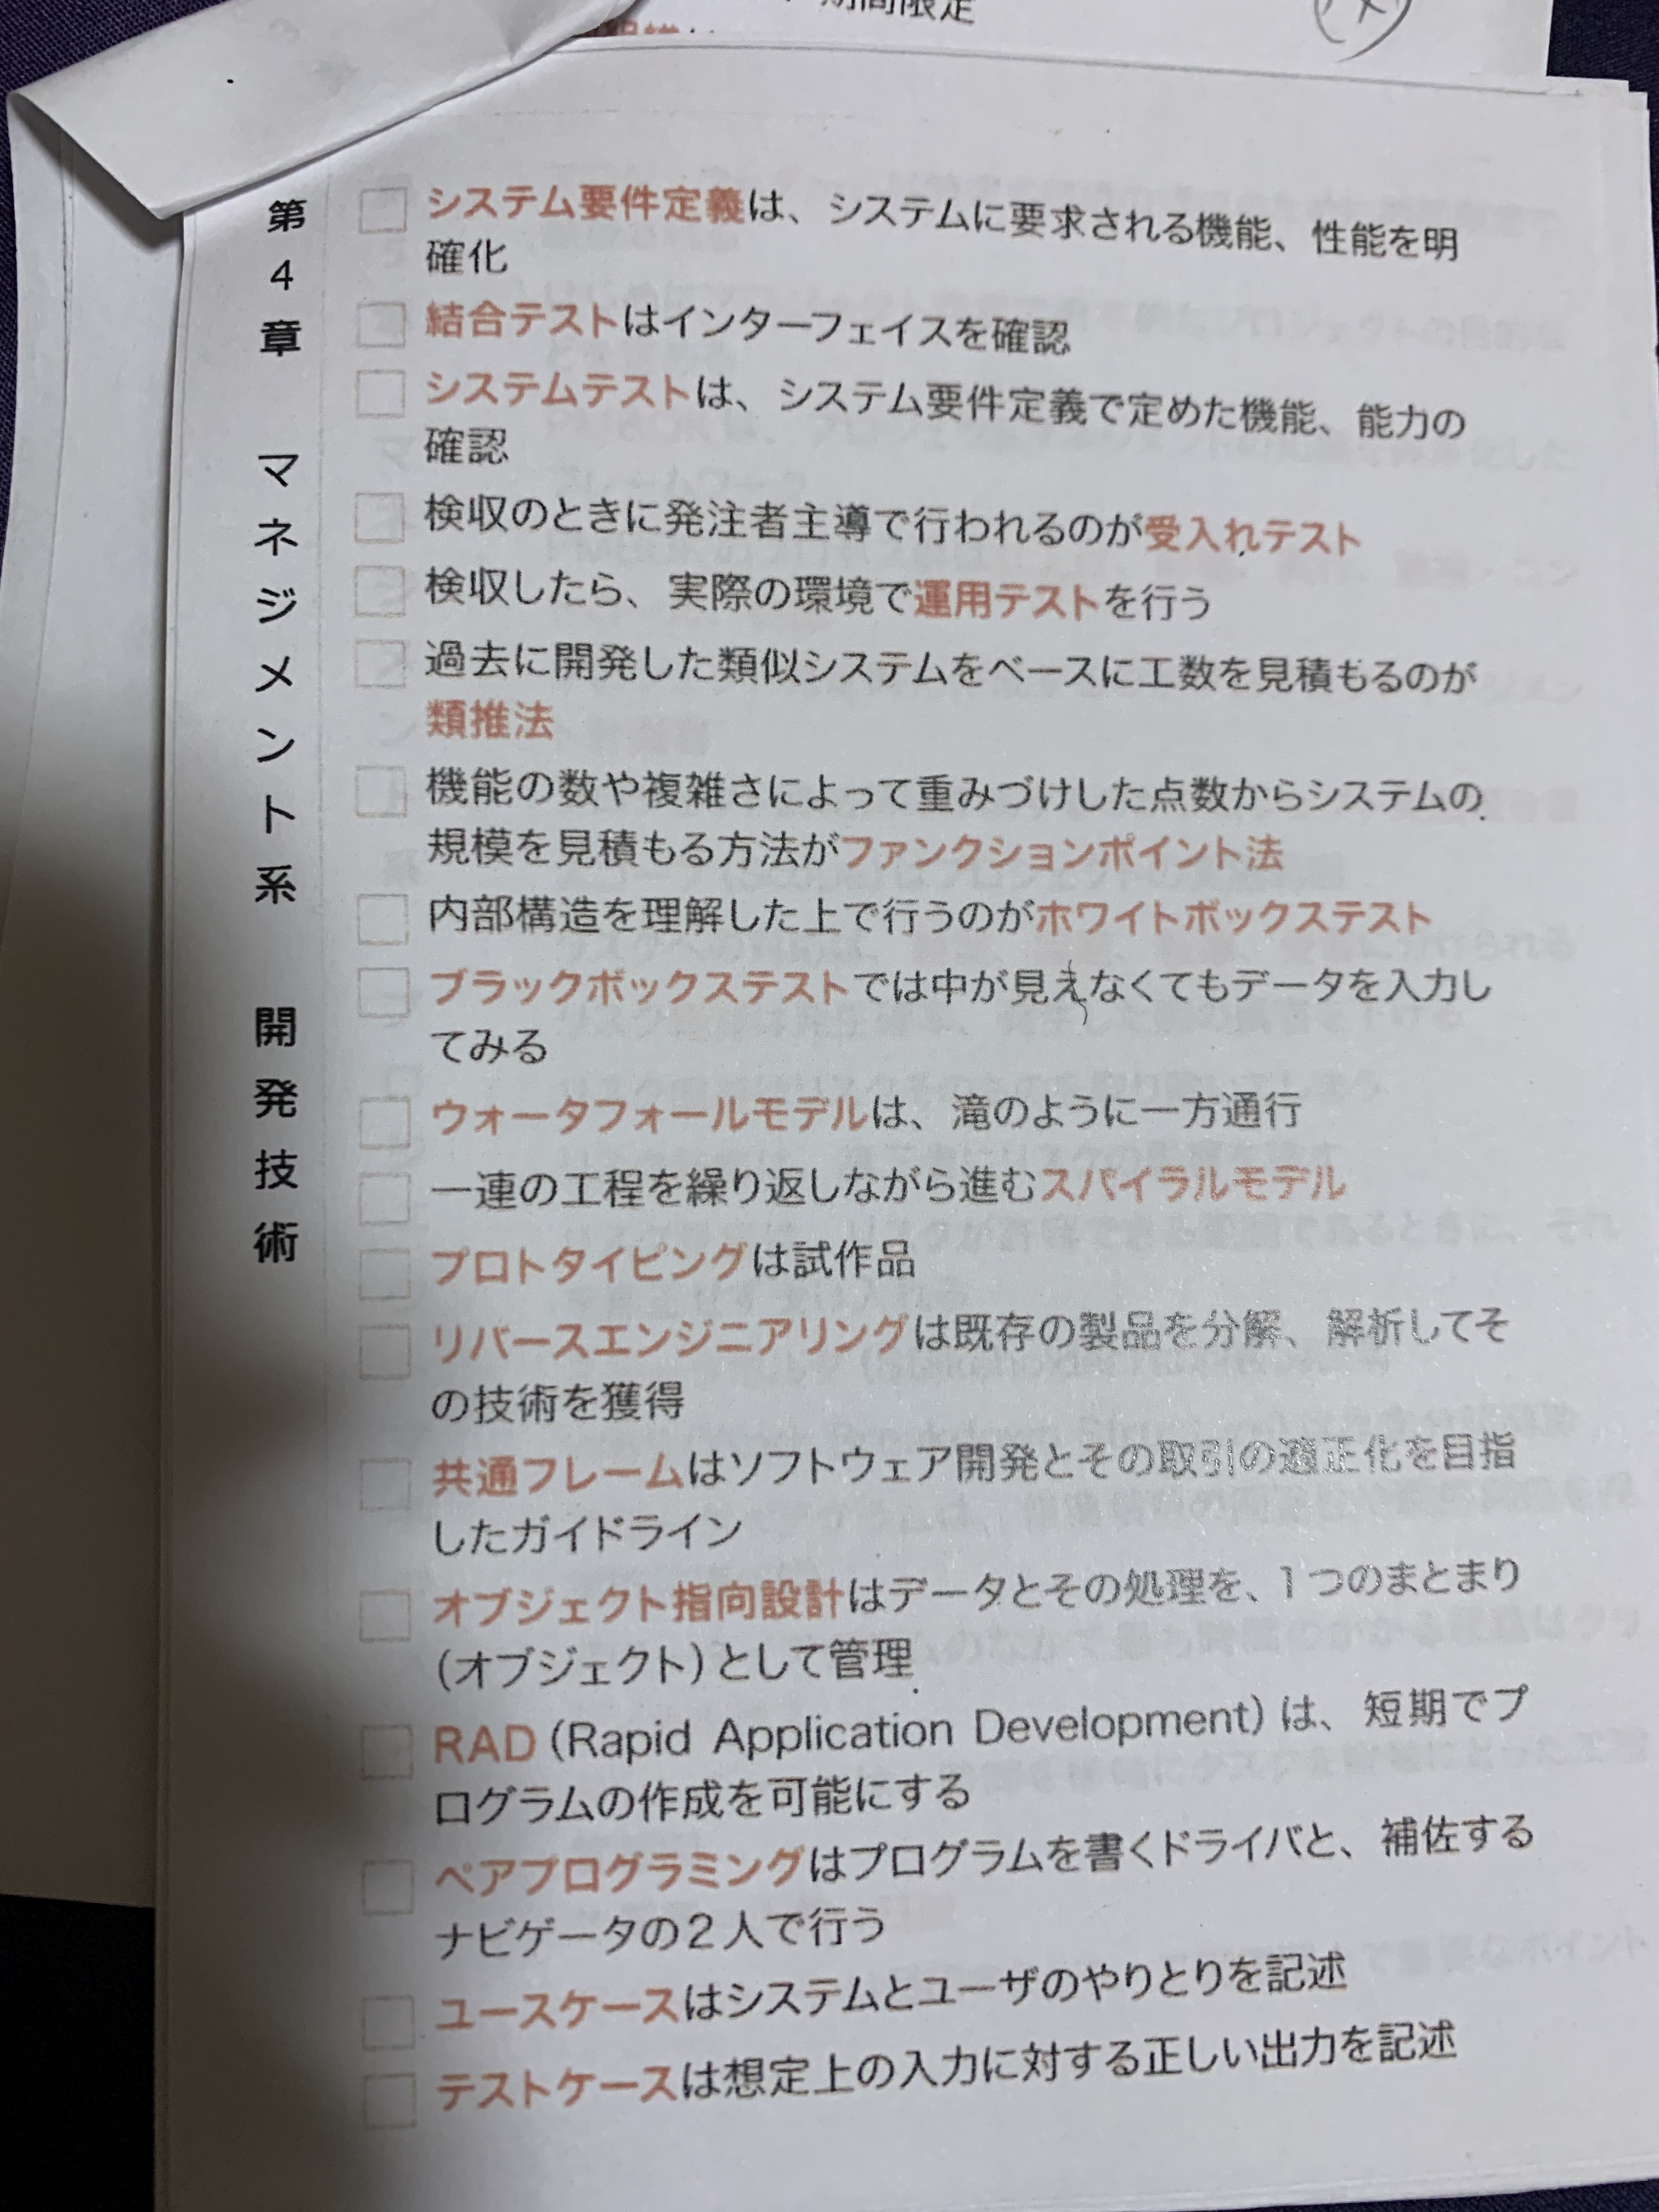 期間限定
第4章 マネジメント系 開発技術
システム要件定義は、システムに要求される機能、性能を明
確化
結合テストはインターフェイスを確認
システムテストは、システム要件定義で定めた機能、能力の
確認
検収のときに発注者主導で行われるのが受入れテスト
検収したら、実際の環境で運用テストを行う
過去に開発した類似システムをベースに工数を見積もるのが
類推法
機能の数や複雑さによって重みづけした点数からシステムの
規模を見積もる方法がファンクションポイント法
内部構造を理解した上で行うのがホワイトボックステスト
ブラックボックステストでは中が見えなくてもデータを入力し
てみる
ウォータフォールモデルは、滝のように一方通行
一連の工程を繰り返しながら進むスパイラルモデル
プロトタイピングは試作品
リバースエンジニアリングは既存の製品を分解、解析してそ
の技術を獲得
共通フレームはソフトウェア開発とその取引の適正化を目指
したガイドライン
オブジェクト指向設計はデータとその処理を、1つのまとまり
(オブジェクト)として管理
RAD(Rapid Application Development)は、短期でプ
ログラムの作成を可能にする
ペアプログラミングはプログラムを書くドライバと、補佐する
ナビゲータの2人で行う
ユースケースはシステムとユーザのやりとりを記述
テストケースは想定上の入力に対する正しい出力を記述